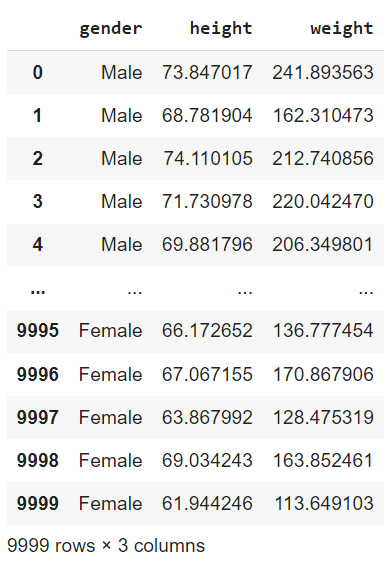 gender height weight
0 Male 73.847017 241.893563
1 Male 68.781904 162.310473
2 Male 74.110105 212.740856
3 Male 71.730978 220.042470
4 Male 69.881796 206.349801
... ... ... ...
9995 Female 66.172652 136.777454
9996 Female 67.067155 170.867906
9997 Female 63.867992 128.475319
9998 Female 69.034243 163.852461
9999 Female 61.944246 113.649103
9999 rows × 3 columns